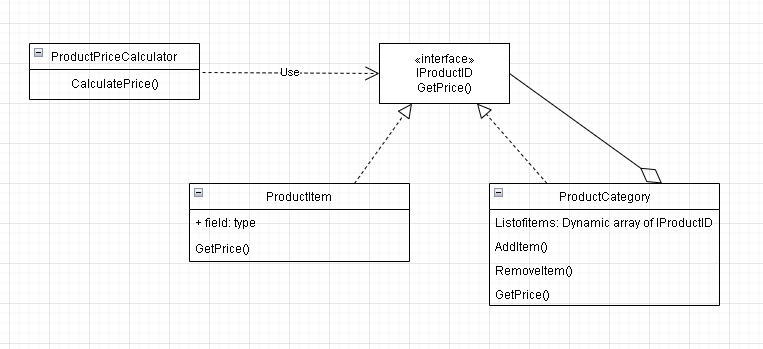 ProductPriceCalculator
CalculatePrice()
Use
«interface»
IProductID
GetPrice()
ProductItem
+ field: type
GetPrice()
ProductCategory
Listofitems: Dynamic array of IProductID
AddItem()
RemoveItem()
GetPrice()